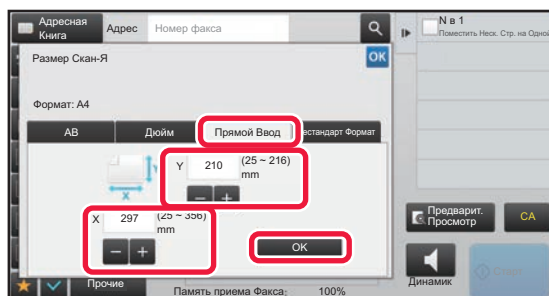 Адресная
Книга
Адрес
Номер факса
N в 1
Поместить Неск. Стр. на Одной
Размер Скан-Я
OK
Формат: A4
AB
Дюйм
Прямой Ввод
естандарт Формат
Y
210
(25 ~ 216)
mm
Y
X
X
297
(25 ~ 356)
mm
OK
Предварит.
Просмотр
CA
Прочие
Память приема Факса:
100%
Динамик
Старт